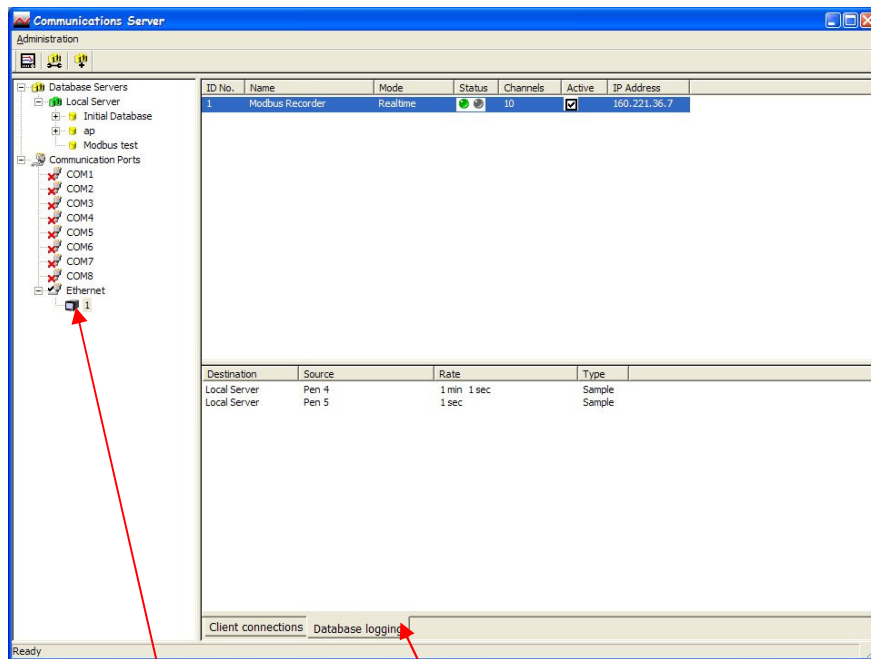 Communications Server
Administration
Database Servers
Local Server
Initial Database
ap
Modbus test
Communication Ports
COM1
COM2
COM3
COM4
COM5
COM6
COM7
COM8
Ethernet
1
ID No. Name Mode Status Channels Active IP Address
1 Modbus Recorder Realtime 10 160.221.36.7
Destination Source Rate Type
Local Server Pen 4 1 min 1 sec Sample
Local Server Pen 5 1 sec Sample
Client connections Database logging
Ready